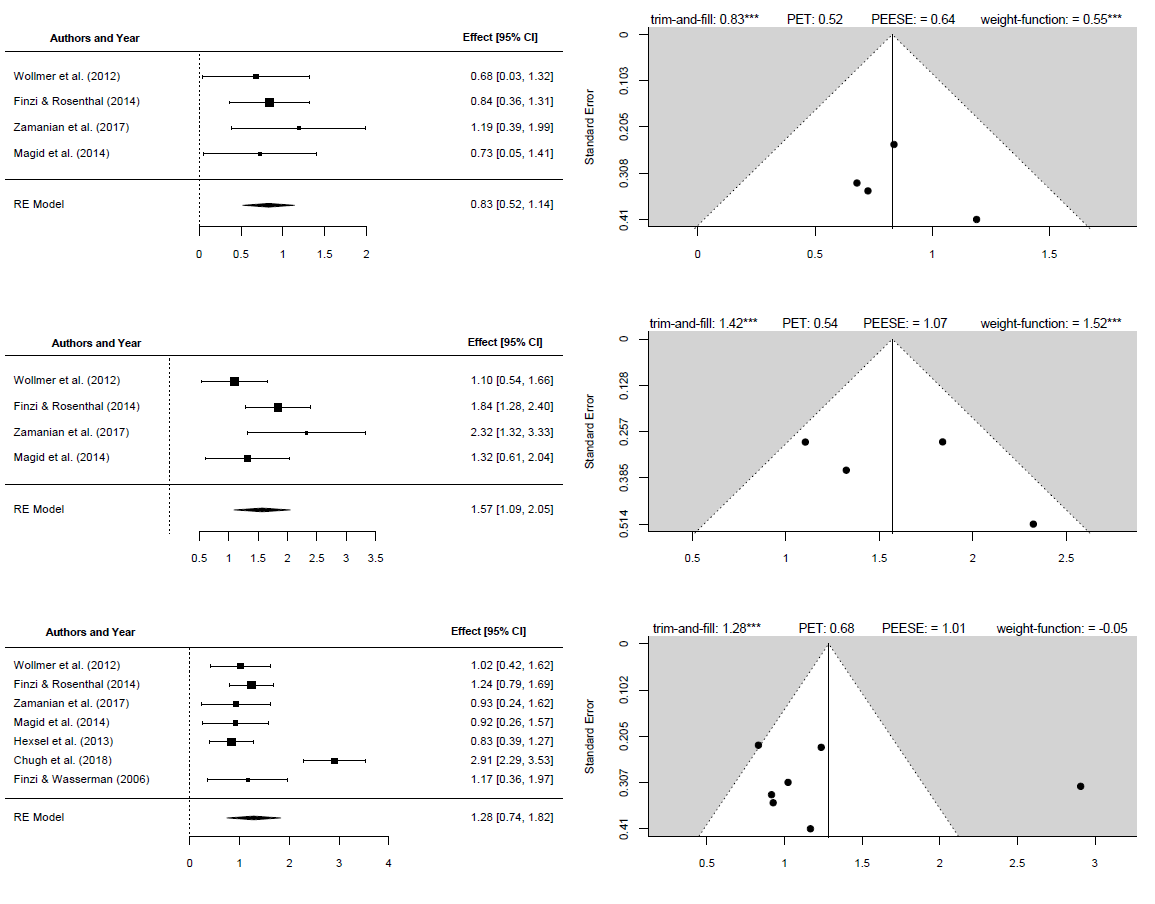 Authors and Year Effect [95% CI]
Wollmer et al. (2012) 0.68 [0.03, 1.32]
Finzi & Rosenthal (2014) 0.84 [0.36, 1.31]
Zamanian et al. (2017) 1.19 [0.39, 1.99]
Magid et al. (2014) 0.73 [0.05, 1.41]
RE Model 0.83 [0.52, 1.14]
0 0.5 1 1.5 2
trim-and-fill: 0.83*** PET: 0.52 PEESE: = 0.64 weight-function: = 0.55***
Standard Error
0
0.103
0.205
0.308
0.41
0 0.5 1 1.5
Authors and Year Effect [95% CI]
Wollmer et al. (2012) 1.10 [0.54, 1.66]
Finzi & Rosenthal (2014) 1.84 [1.28, 2.40]
Zamanian et al. (2017) 2.32 [1.32, 3.33]
Magid et al. (2014) 1.32 [0.61, 2.04]
RE Model 1.57 [1.09, 2.05]
0.5 1 1.5 2 2.5 3 3.5
trim-and-fill: 1.42*** PET: 0.54 PEESE: = 1.07 weight-function: = 1.52***
Standard Error
0
0.128
0.257
0.385
0.514
0.5 1 1.5 2 2.5
Authors and Year Effect [95% CI]
Wollmer et al. (2012) 1.02 [0.42, 1.62]
Finzi & Rosenthal (2014) 1.24 [0.79, 1.69]
Zamanian et al. (2017) 0.93 [0.24, 1.62]
Magid et al. (2014) 0.92 [0.26, 1.57]
Hexsel et al. (2013) 0.83 [0.39, 1.27]
Chugh et al. (2018) 2.91 [2.29, 3.53]
Finzi & Wasserman (2006) 1.17 [0.36, 1.97]
RE Model 1.28 [0.74, 1.82]
0 1 2 3 4
trim-and-fill: 1.28*** PET: 0.68 PEESE: = 1.01 weight-function: = -0.05
Standard Error
0
0.102
0.205
0.307
0.41
0.5 1 1.5 2 2.5 3